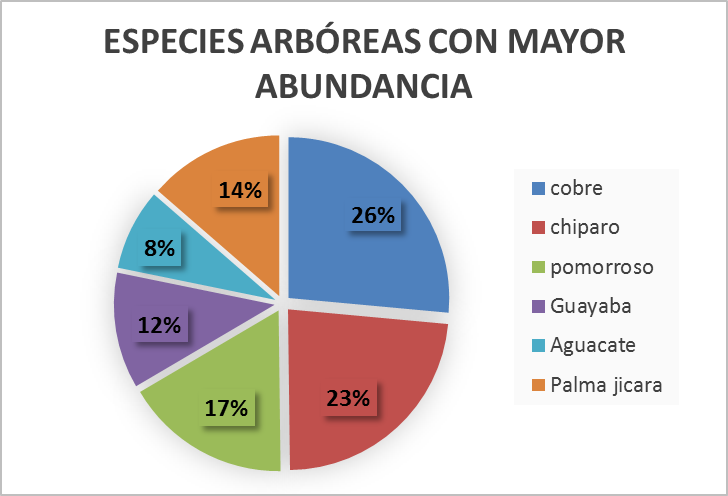 ESPECIES ARBÓREAS CON MAYOR
ABUNDANCIA
14%
26%
8%
12%
17%
23%
cobre
chiparo
pomorroso
Guayaba
Aguacate
Palma jicara